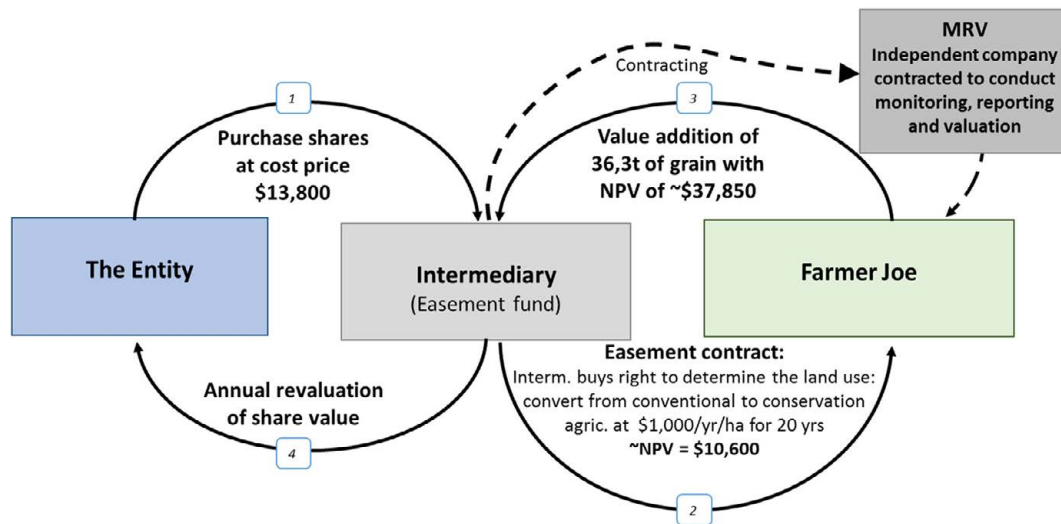 MRV
Independent company
contracted to conduct
monitoring, reporting
and valuation
Contracting
1
Purchase shares
at cost price
$13,800
3
Value addition of
36,3t of grain with
NPV of ~$37,850
The Entity
Intermediary
(Easement fund)
Farmer Joe
Annual revaluation
of share value
4
Easement contract:
Interm. buys right to determine the land use:
convert from conventional to conservation
agric. at $1,000/yr/ha for 20 yrs
~NPV = $10,600
2